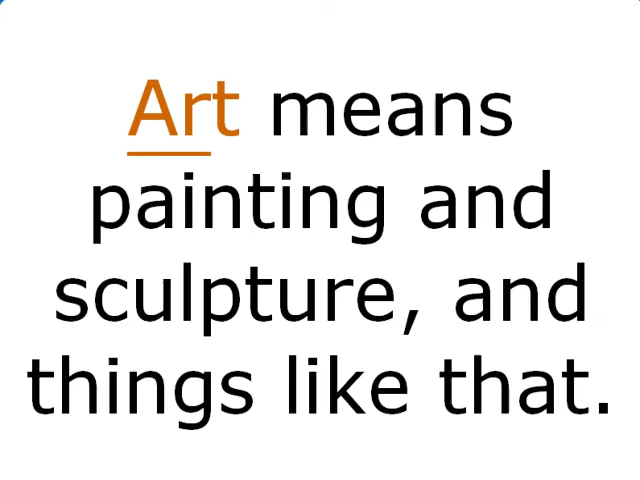 Art means
painting and
sculpture, and
things like that.